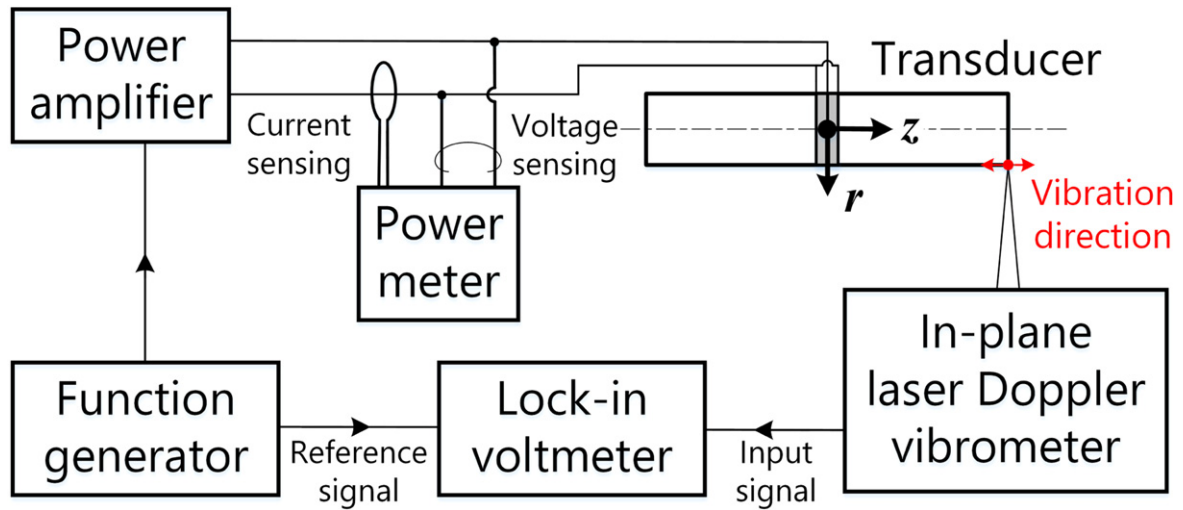 Power
amplifier
Current
sensing
Voltage
sensing
Power
meter
Transducer
z
r
Vibration
direction
Function
generator
Reference
signal
Lock-in
voltmeter
Input
signal
In-plane
laser Doppler
vibrometer